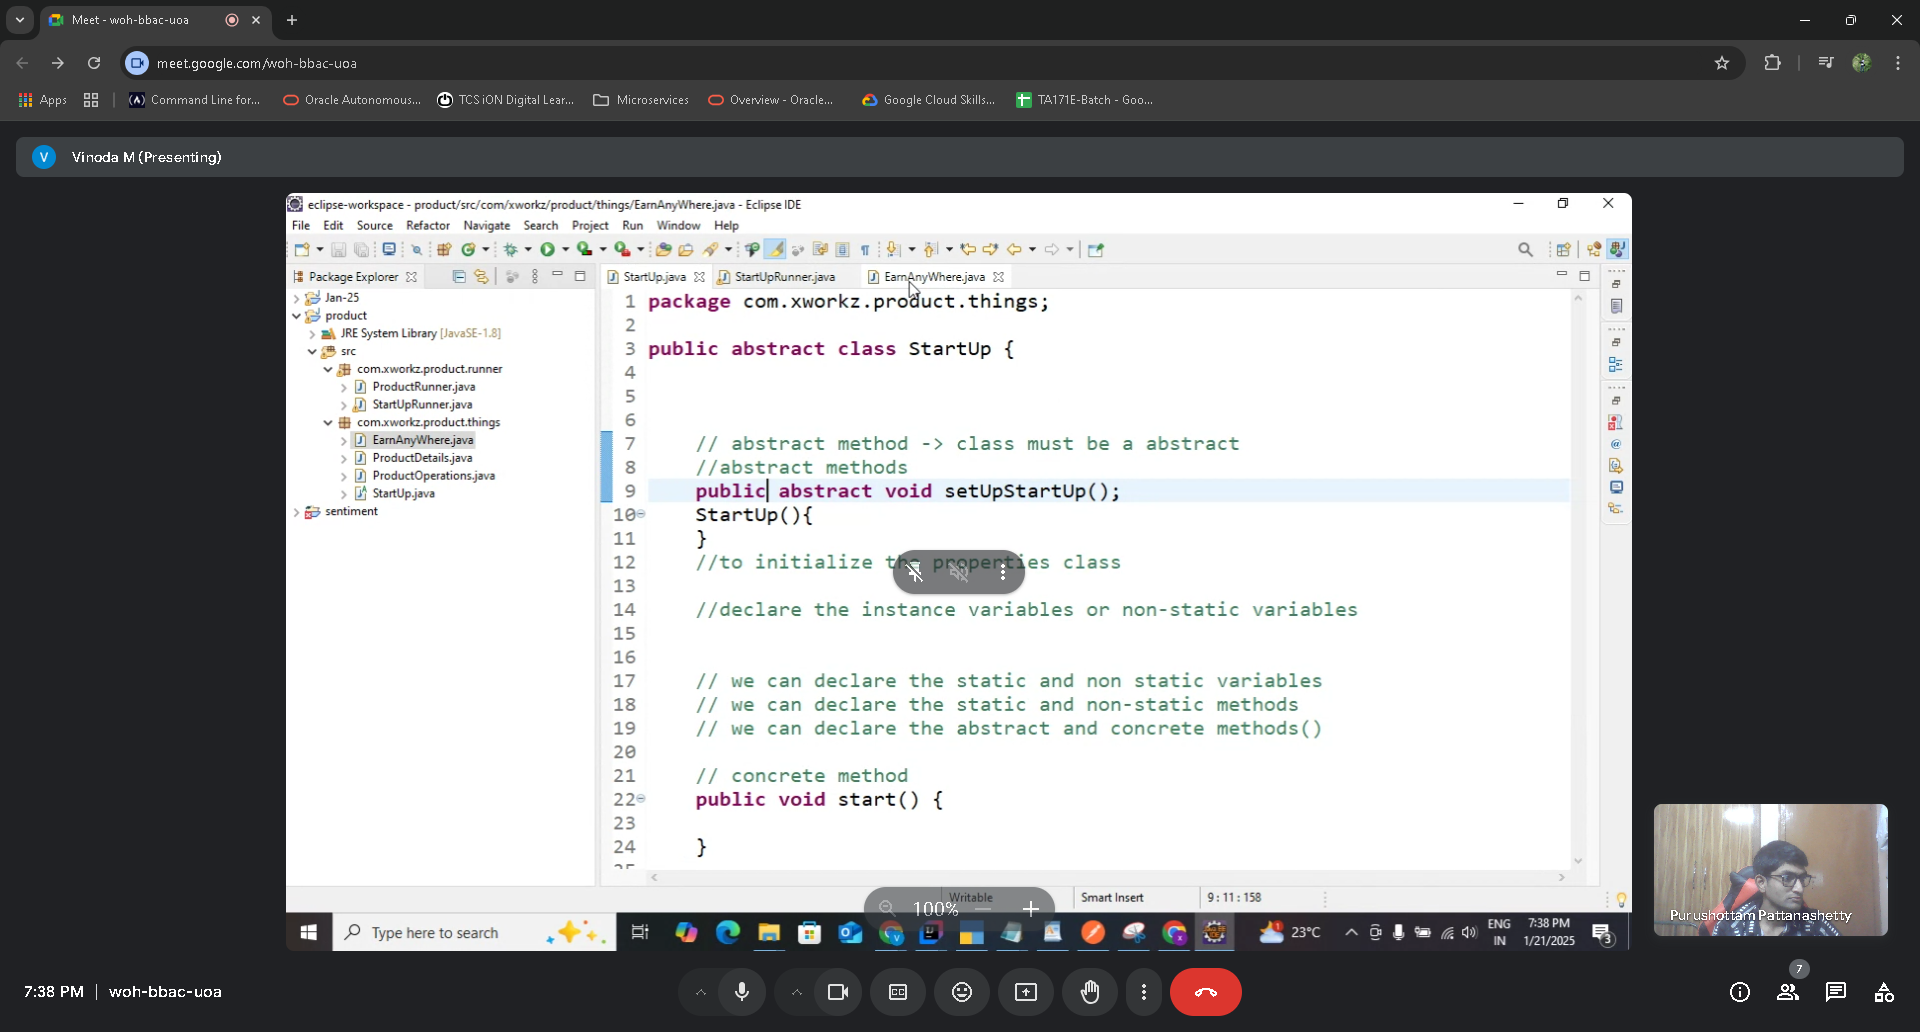 Meet - woh-bbac-uoa
meet.google.com/woh-bbac-uoa
Apps
Command Line for...
Oracle Autonomous...
TCS iON Digital Lear...
Microservices
Overview - Oracle...
Google Cloud Skills...
TA171E-Batch - Goo...
V
Vinoda M (Presenting)
eclipse-workspace - product/src/com/xworkz/product/things/EarnAnyWhere.java - Eclipse IDE
File Edit Source Refactor Navigate Search Project Run Window Help
Package Explorer
StartUp.java
StartUpRunner.java
EarnAnyWhere.java
Jan-25
product
JRE System Library [JavaSE-1.8]
src
com.xworkz.product.runner
ProductRunner.java
StartUpRunner.java
com.xworkz.product.things
EarnAnyWhere.java
ProductDetails.java
ProductOperations.java
StartUp.java
sentiment
1 package com.xworkz.product.things;
2
3 public abstract class StartUp {
4
5
6
7 // abstract method -> class must be a abstract
8 //abstract methods
9 public abstract void setUpStartUp();
10 StartUp(){
11 }
12 //to initialize the properties class
13
14 //declare the instance variables or non-static variables
15
16
17 // we can declare the static and non static variables
18 // we can declare the static and non-static methods
19 // we can declare the abstract and concrete methods()
20
21 // concrete method
22 public void start() {
23
24 }
Writable
Smart Insert
9 : 11 : 158
100%
Type here to search
23°C
ENG
IN
7:38 PM
1/21/2025
3
Purushottam Pattanashetty
7:38 PM | woh-bbac-uoa
7